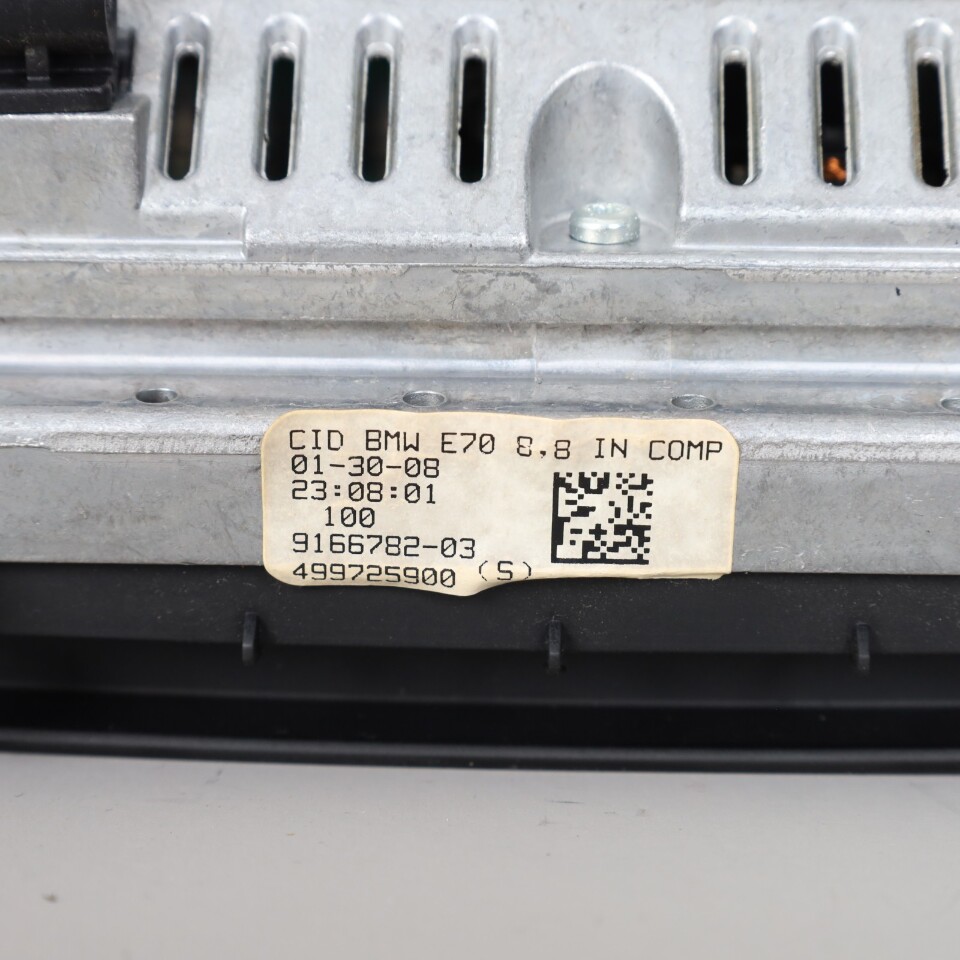 CID BMW E70 8,8 IN COMP
01-30-08
23:08:01
100
9166782-03
499725900 (S)